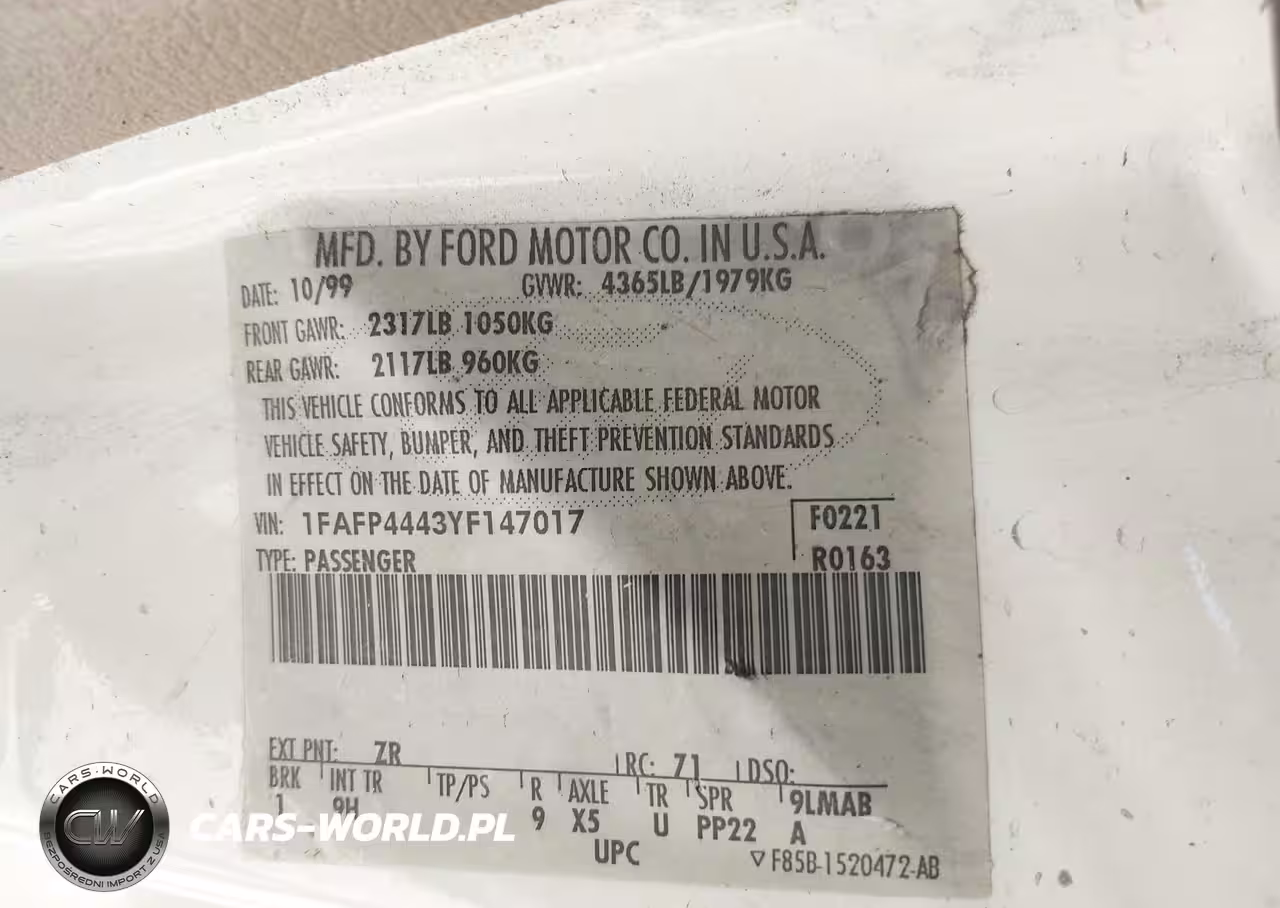 MFD. BY FORD MOTOR CO. IN U.S.A.
DATE: 10/99 GVWR: 4365LB/1979KG
FRONT GAWR: 2317LB 1050KG
REAR GAWR: 2117LB 960KG
THIS VEHICLE CONFORMS TO ALL APPLICABLE FEDERAL MOTOR
VEHICLE SAFETY, BUMPER, AND THEFT PREVENTION STANDARDS
IN EFFECT ON THE DATE OF MANUFACTURE SHOWN ABOVE.
VIN: 1FAFP4443YF147017 F0221
TYPE: PASSENGER R0163
EXT PNT: ZR RC: 71 DSO:
BRK INT TR TP/PS R AXLE TR SPR 9LMAB
1 9H 9 X5 U PP22 A
UPC ▽ F85B-1520472-AB
CARS-WORLD
CW
BEZPOŚREDNI IMPORT Z USA
CARS-WORLD.PL